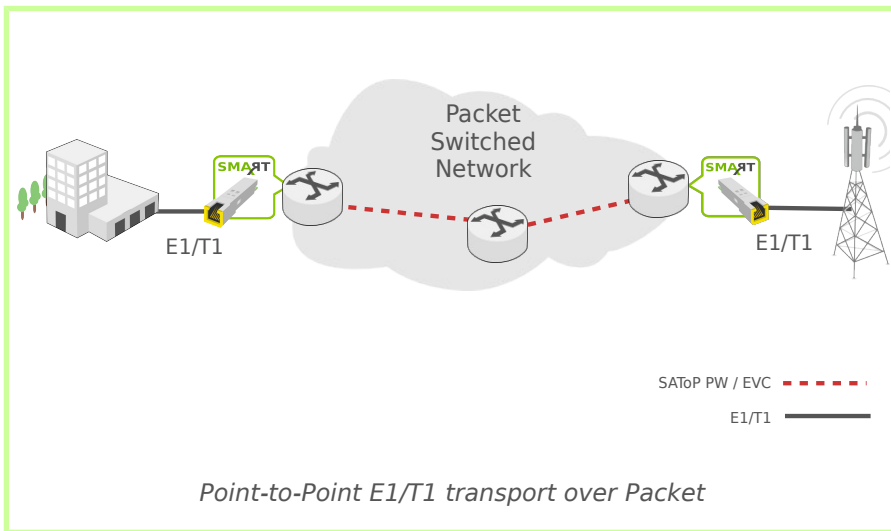 Packet
Switched
Network
SMART
SMART
E1/T1
E1/T1
SAToP PW / EVC
E1/T1
Point-to-Point E1/T1 transport over Packet